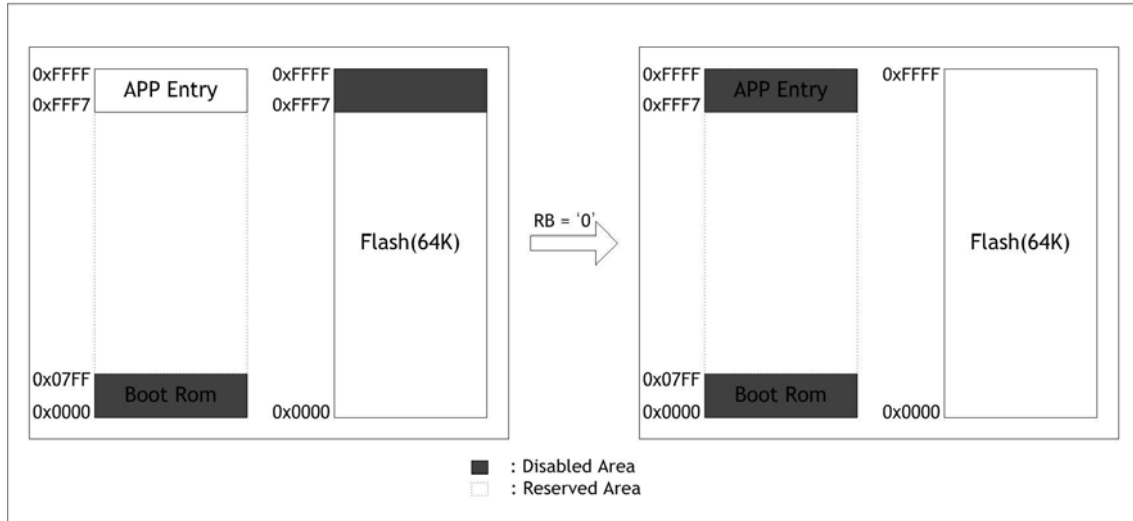 0xFFFF
APP Entry
0xFFF7
0x07FF
Boot Rom
0x0000
0xFFFF
0xFFF7
Flash(64K)
0x0000
RB = ‘0’
0xFFFF
APP Entry
0xFFF7
0x07FF
Boot Rom
0x0000
0xFFFF
Flash(64K)
0x0000
: Disabled Area
: Reserved Area